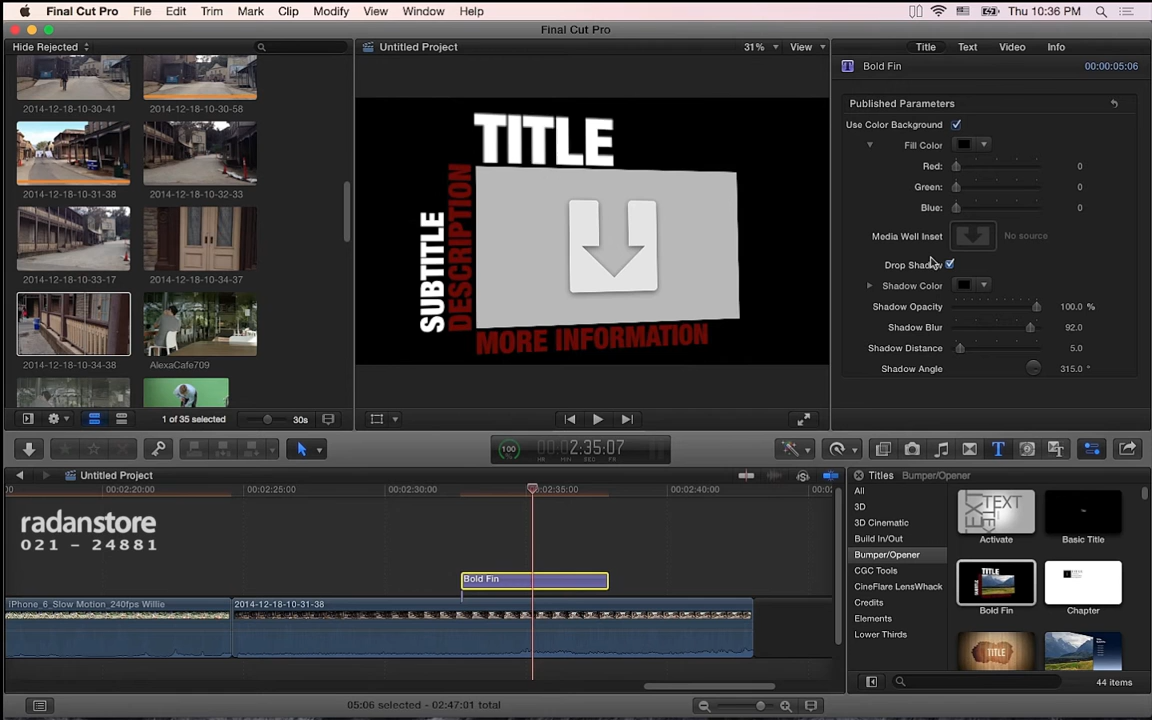 Final Cut Pro File Edit Trim Mark Clip Modify View Window Help Thu 10:36 PM
Final Cut Pro
Hide Rejected
2014-12-18-10-30-41 2014-12-18-10-30-58
2014-12-18-10-31-38 2014-12-18-10-32-33
2014-12-18-10-33-17 2014-12-18-10-34-37
2014-12-18-10-34-38 AlexaCafe709
1 of 35 selected 30s
Untitled Project 31% View
TITLE
SUBTITLE
DESCRIPTION
MORE INFORMATION
Title Text Video Info
Bold Fin 00:00:05:06
Published Parameters
Use Color Background
Fill Color
Red: 0
Green: 0
Blue: 0
Media Well Inset No source
Drop Shadow
Shadow Color
Shadow Opacity 100.0 %
Shadow Blur 92.0
Shadow Distance 5.0
Shadow Angle 315.0 °
100 00:02:35:07
HR MIN SEC FR
Untitled Project
00:02:20:00 00:02:25:00 00:02:30:00 00:02:35:00 00:02:40:00
radanstore
021 - 24881
Bold Fin
iPhone_6_Slow Motion_240fps Willie 2014-12-18-10-31-38
05:06 selected - 02:47:01 total
Titles Bumper/Opener
All
3D
3D Cinematic
Build In/Out
Bumper/Opener
CGC Tools
CineFlare LensWhack
Credits
Elements
Lower Thirds
TEXT
Activate Basic Title
Bold Fin Chapter
TITLE
44 items